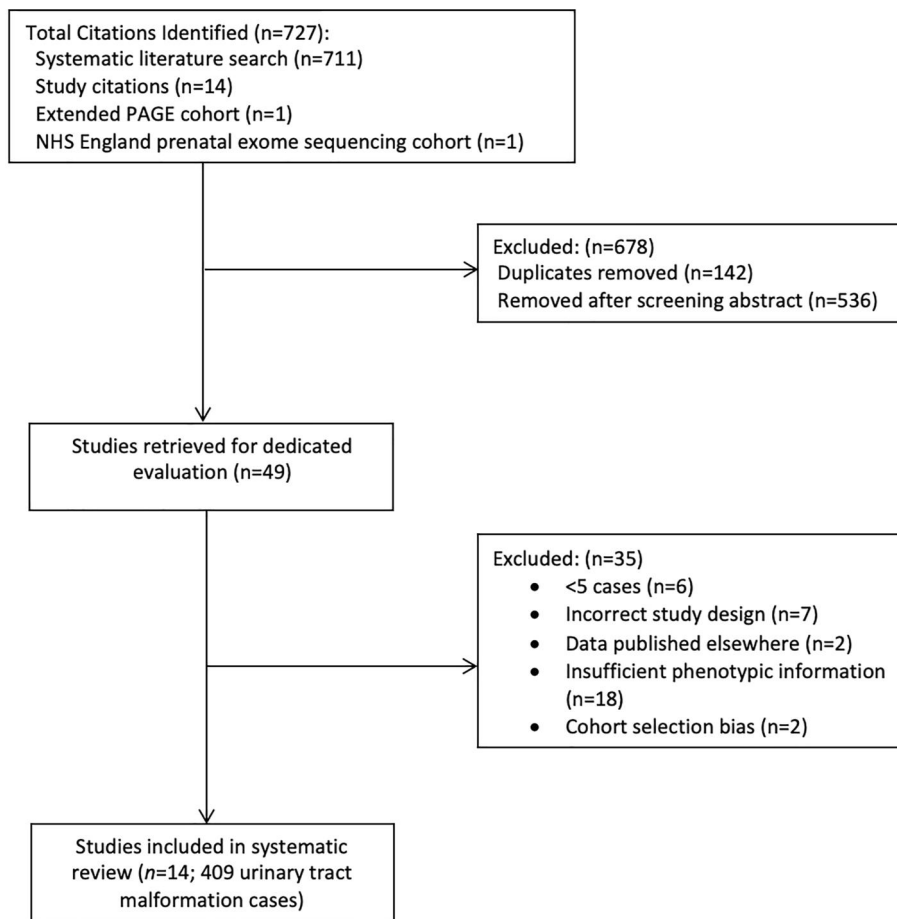 Total Citations Identified (n=727):
Systematic literature search (n=711)
Study citations (n=14)
Extended PAGE cohort (n=1)
NHS England prenatal exome sequencing cohort (n=1)
Excluded: (n=678)
Duplicates removed (n=142)
Removed after screening abstract (n=536)
Studies retrieved for dedicated
evaluation (n=49)
Excluded: (n=35)
• <5 cases (n=6)
• Incorrect study design (n=7)
• Data published elsewhere (n=2)
• Insufficient phenotypic information
(n=18)
• Cohort selection bias (n=2)
Studies included in systematic
review (n=14; 409 urinary tract
malformation cases)